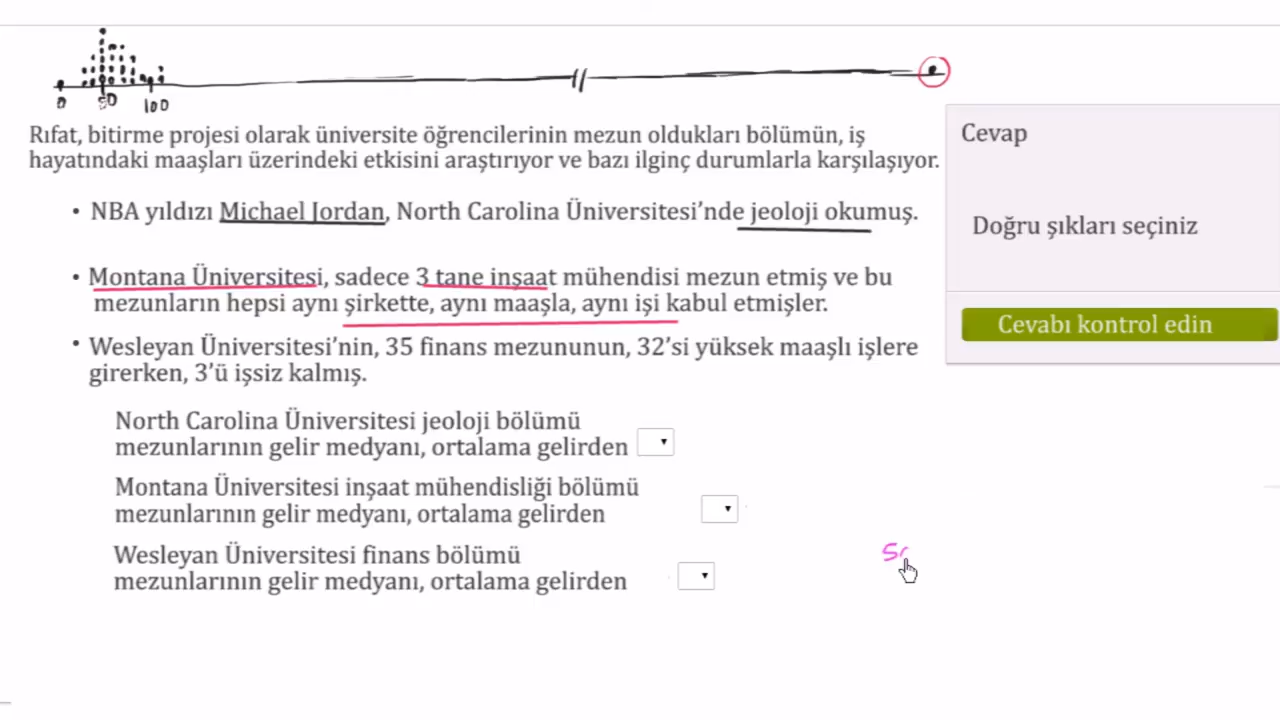 0 50 100
Rıfat, bitirme projesi olarak üniversite öğrencilerinin mezun oldukları bölümün, iş
hayatındaki maaşları üzerindeki etkisini araştırıyor ve bazı ilginç durumlarla karşılaşıyor.
• NBA yıldızı Michael Jordan, North Carolina Üniversitesi’nde jeoloji okumuş.
• Montana Üniversitesi, sadece 3 tane inşaat mühendisi mezun etmiş ve bu
mezunların hepsi aynı şirkette, aynı maaşla, aynı işi kabul etmişler.
• Wesleyan Üniversitesi’nin, 35 finans mezununun, 32’si yüksek maaşlı işlere
girerken, 3’ü işsiz kalmış.
North Carolina Üniversitesi jeoloji bölümü
mezunlarının gelir medyanı, ortalama gelirden
Montana Üniversitesi inşaat mühendisliği bölümü
mezunlarının gelir medyanı, ortalama gelirden
Wesleyan Üniversitesi finans bölümü
mezunlarının gelir medyanı, ortalama gelirden
Cevap
Doğru şıkları seçiniz
Cevabı kontrol edin